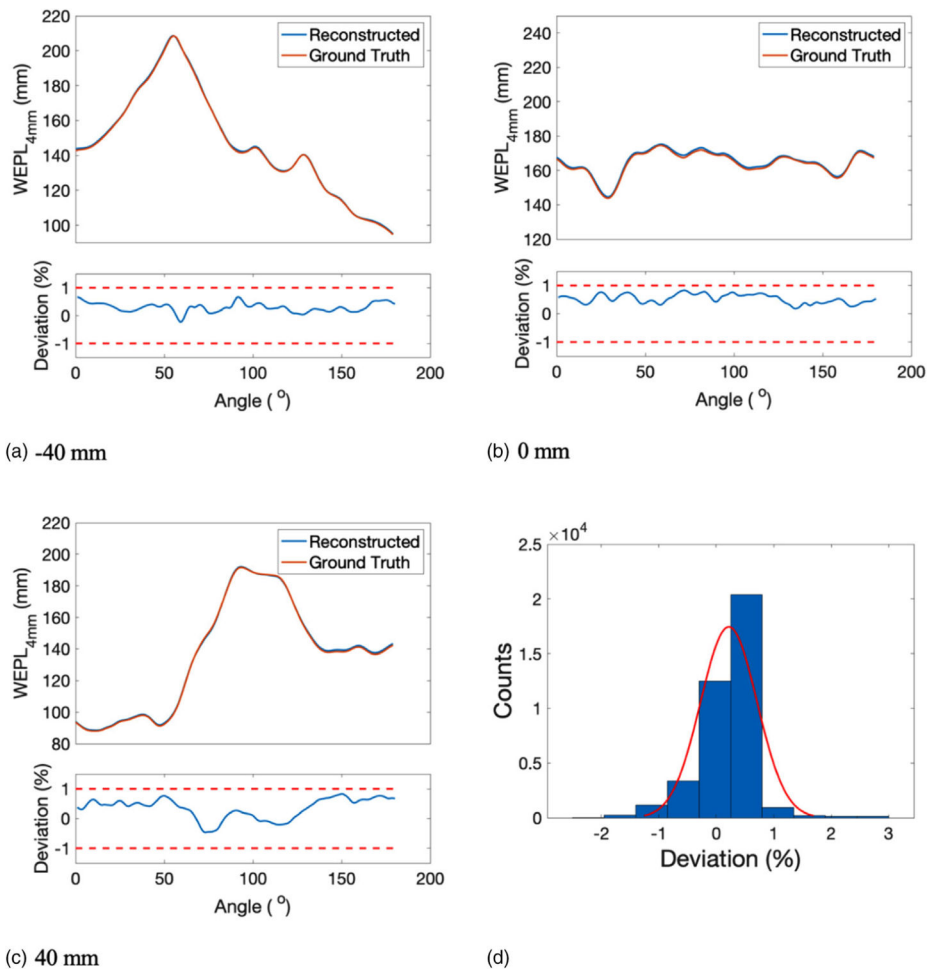 220
200
180
160
140
120
100
WEPL4mm (mm)
Reconstructed
Ground Truth
1
0
-1
Deviation (%)
0 50 100 150 200
Angle ( o)
(a) -40 mm
240
220
200
180
160
140
120
WEPL4mm (mm)
Reconstructed
Ground Truth
1
0
-1
Deviation (%)
0 50 100 150 200
Angle ( o)
(b) 0 mm
220
200
180
160
140
120
100
80
WEPL4mm (mm)
Reconstructed
Ground Truth
1
0
-1
Deviation (%)
0 50 100 150 200
Angle ( o)
(c) 40 mm
×10^4
2.5
2
1.5
1
0.5
0
Counts
-2 -1 0 1 2 3
Deviation (%)
(d)